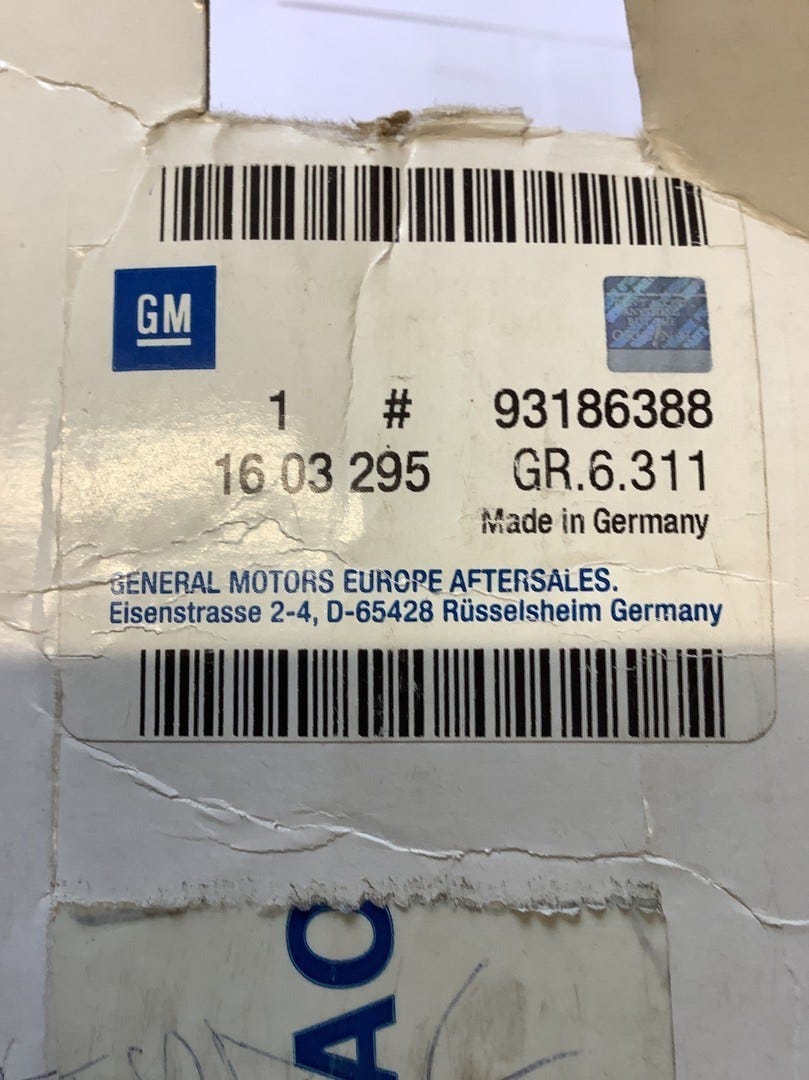 GM
1 # 93186388
16 03 295 GR.6.311
Made in Germany
GENERAL MOTORS EUROPE AFTERSALES.
Eisenstrasse 2-4, D-65428 Rüsselsheim Germany
AC